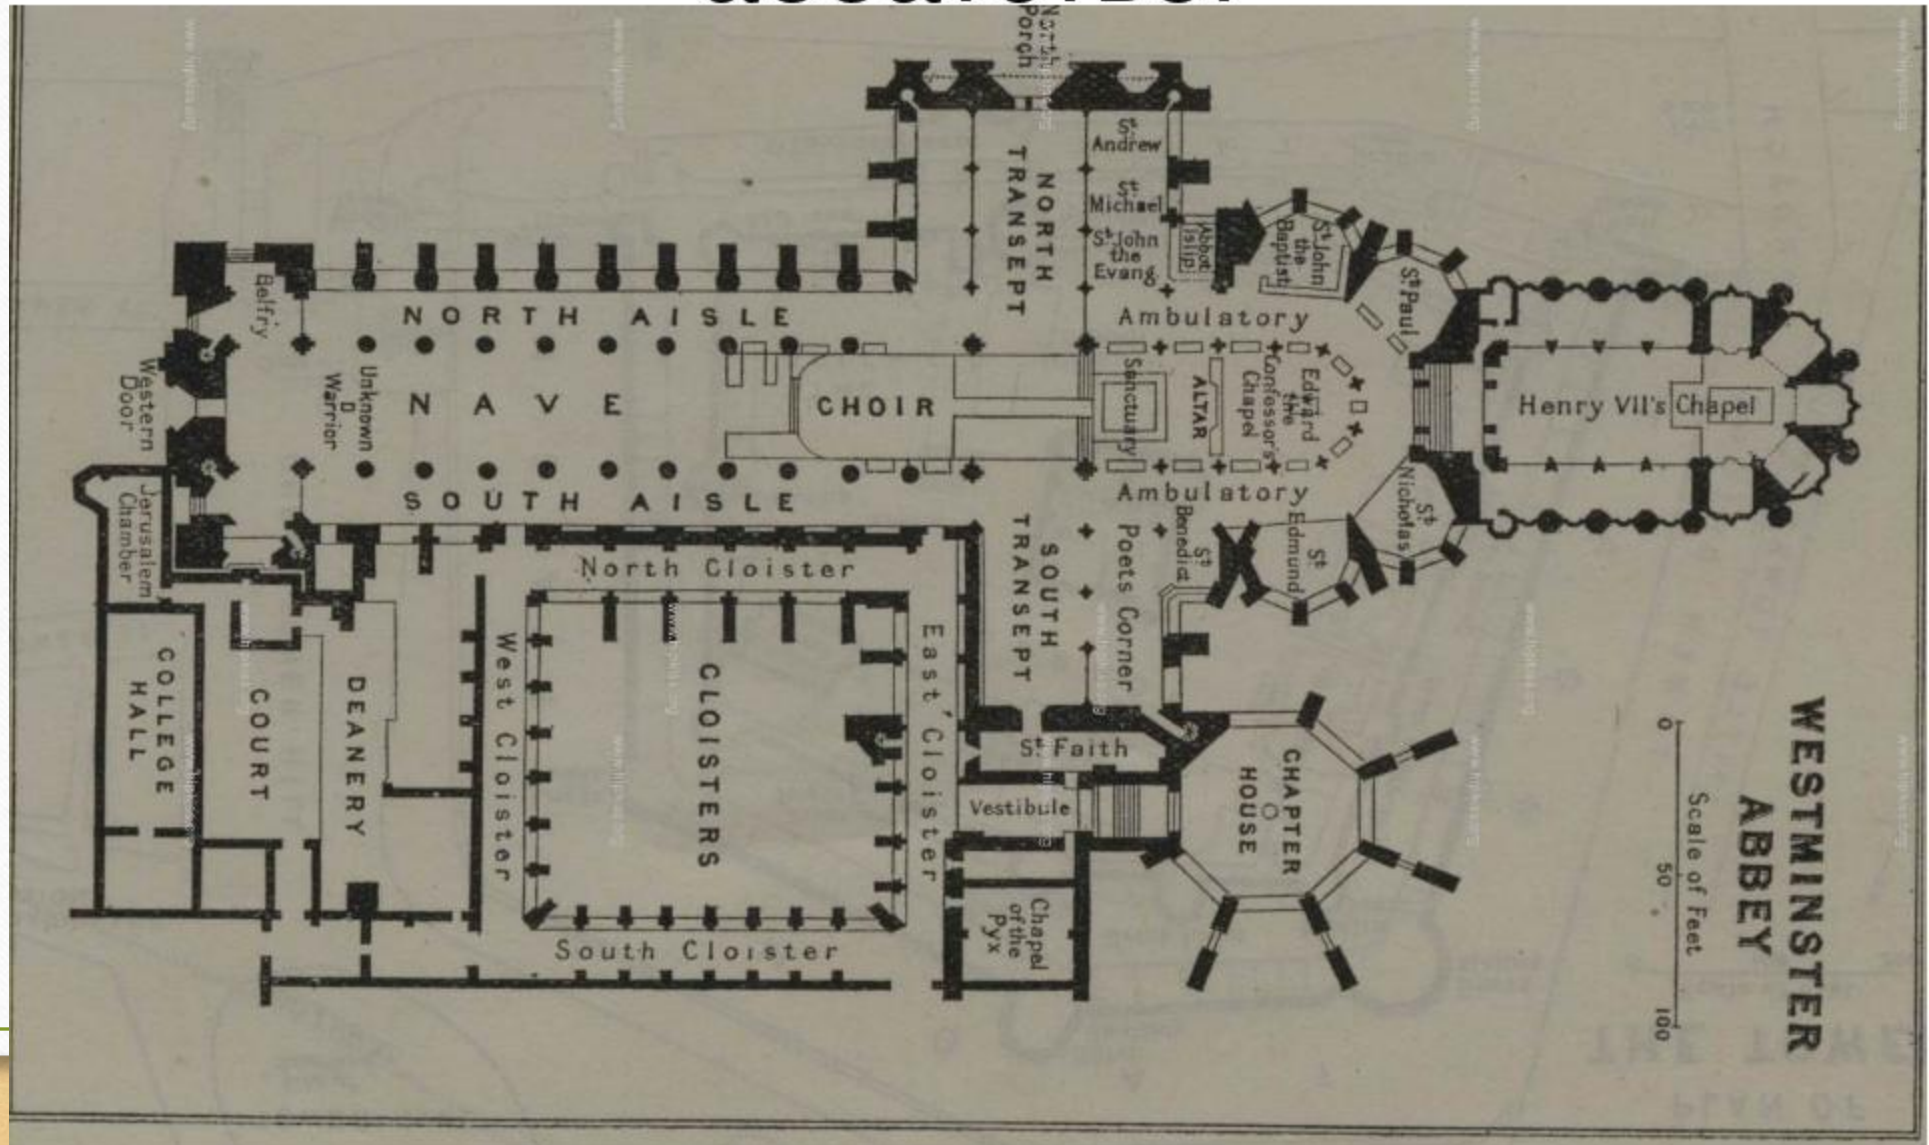 North
Porch
St
Andrew
St
Michael
St John
the
Evang.
Abbot
Islip
St John
the
Baptist
St Paul
NORTH
TRANSEPT
Belfry
NORTH AISLE
Ambulatory
Western
Door
Unknown
Warrior
NAVE
CHOIR
Sanctuary
ALTAR
Edward
the
Confessor's
Chapel
Henry VII's Chapel
SOUTH AISLE
Ambulatory
Jerusalem
Chamber
North Cloister
SOUTH
TRANSEPT
Poets Corner
St
Benedict
St
Edmund
St
Nicholas
COLLEGE
HALL
COURT
DEANERY
West Cloister
CLOISTERS
East Cloister
St Faith
Vestibule
CHAPTER
HOUSE
Chapel
of the
Pyx
South Cloister
WESTMINSTER
ABBEY
Scale of Feet
0 50 100
THE TOWE
PLAN OF